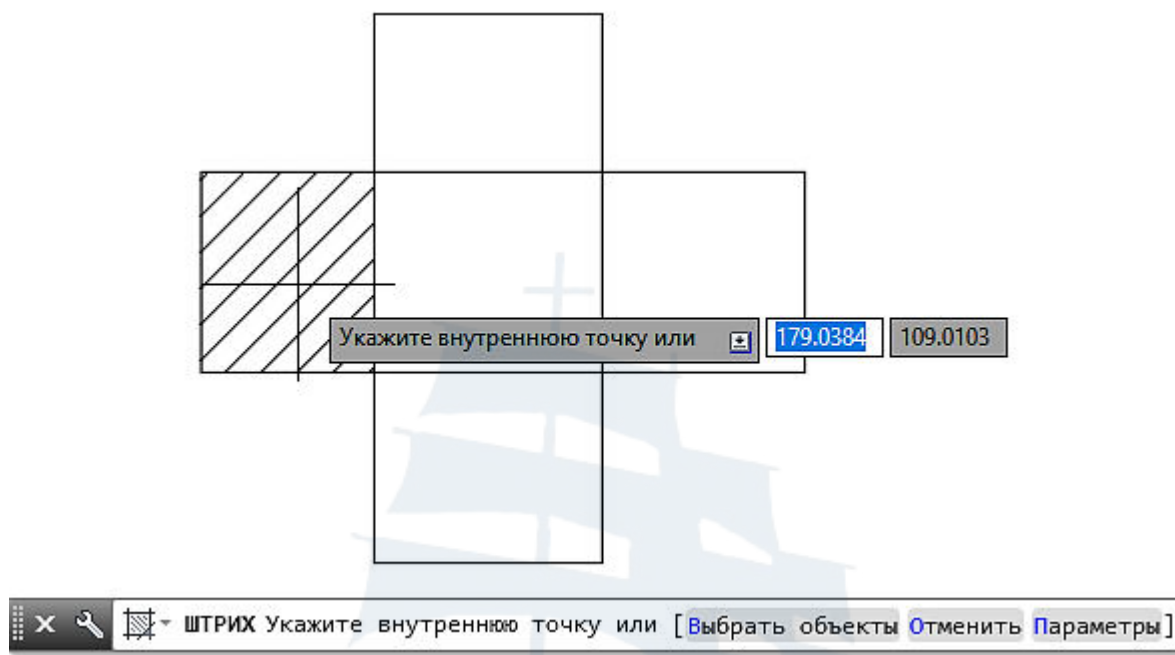 Укажите внутреннюю точку или 179.0384 109.0103
ШТРИХ Укажите внутреннюю точку или [Выбрать объекты Отменить Параметры]